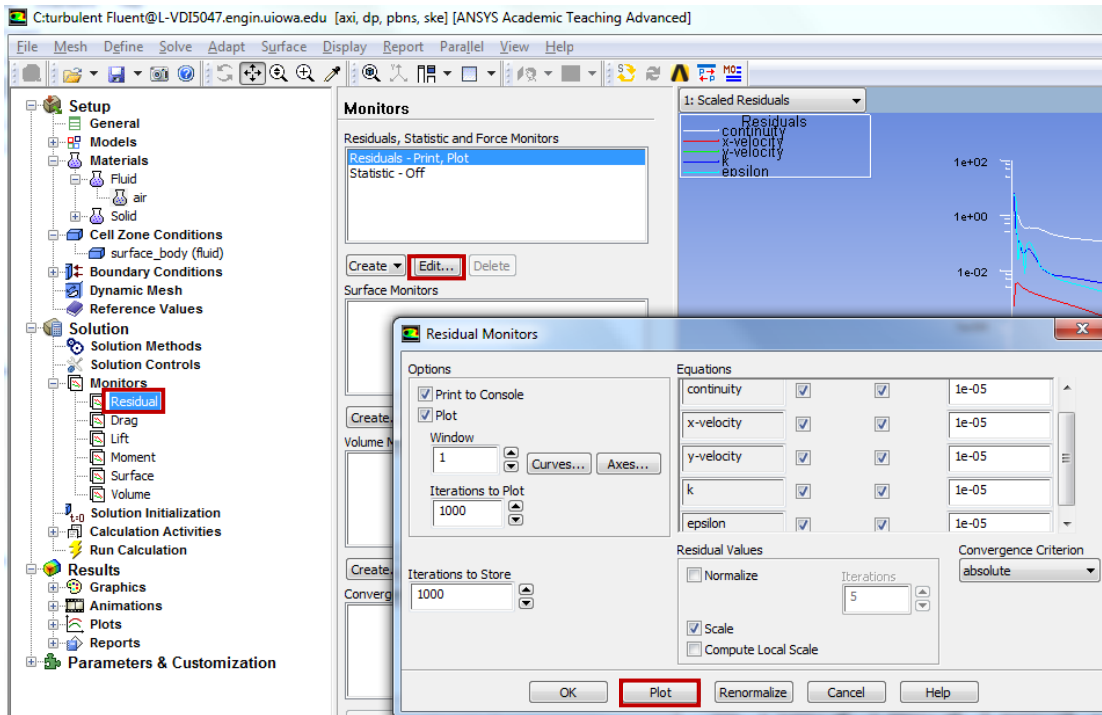 C:turbulent Fluent@L-VDI5047.engin.uiowa.edu [axi, dp, pbns, ske] [ANSYS Academic Teaching Advanced]
File Mesh Define Solve Adapt Surface Display Report Parallel View Help
Setup
General
Models
Materials
Fluid
air
Solid
Cell Zone Conditions
surface_body (fluid)
Boundary Conditions
Dynamic Mesh
Reference Values
Solution
Solution Methods
Solution Controls
Monitors
Residual
Drag
Lift
Moment
Surface
Volume
Solution Initialization
Calculation Activities
Run Calculation
Results
Graphics
Animations
Plots
Reports
Parameters & Customization
Monitors
Residuals, Statistic and Force Monitors
Residuals - Print, Plot
Statistic - Off
Create Edit... Delete
Surface Monitors
Create
Volume M
Create
Converg
1: Scaled Residuals
Residuals
continuity
x-velocity
y-velocity
k
epsilon
1e+02
1e+00
1e-02
Residual Monitors
Options
Print to Console
Plot
Window
1
Curves... Axes...
Iterations to Plot
1000
Iterations to Store
1000
Equations
continuity 1e-05
x-velocity 1e-05
y-velocity 1e-05
k 1e-05
epsilon 1e-05
Residual Values
Normalize
Iterations
5
Scale
Compute Local Scale
Convergence Criterion
absolute
OK Plot Renormalize Cancel Help